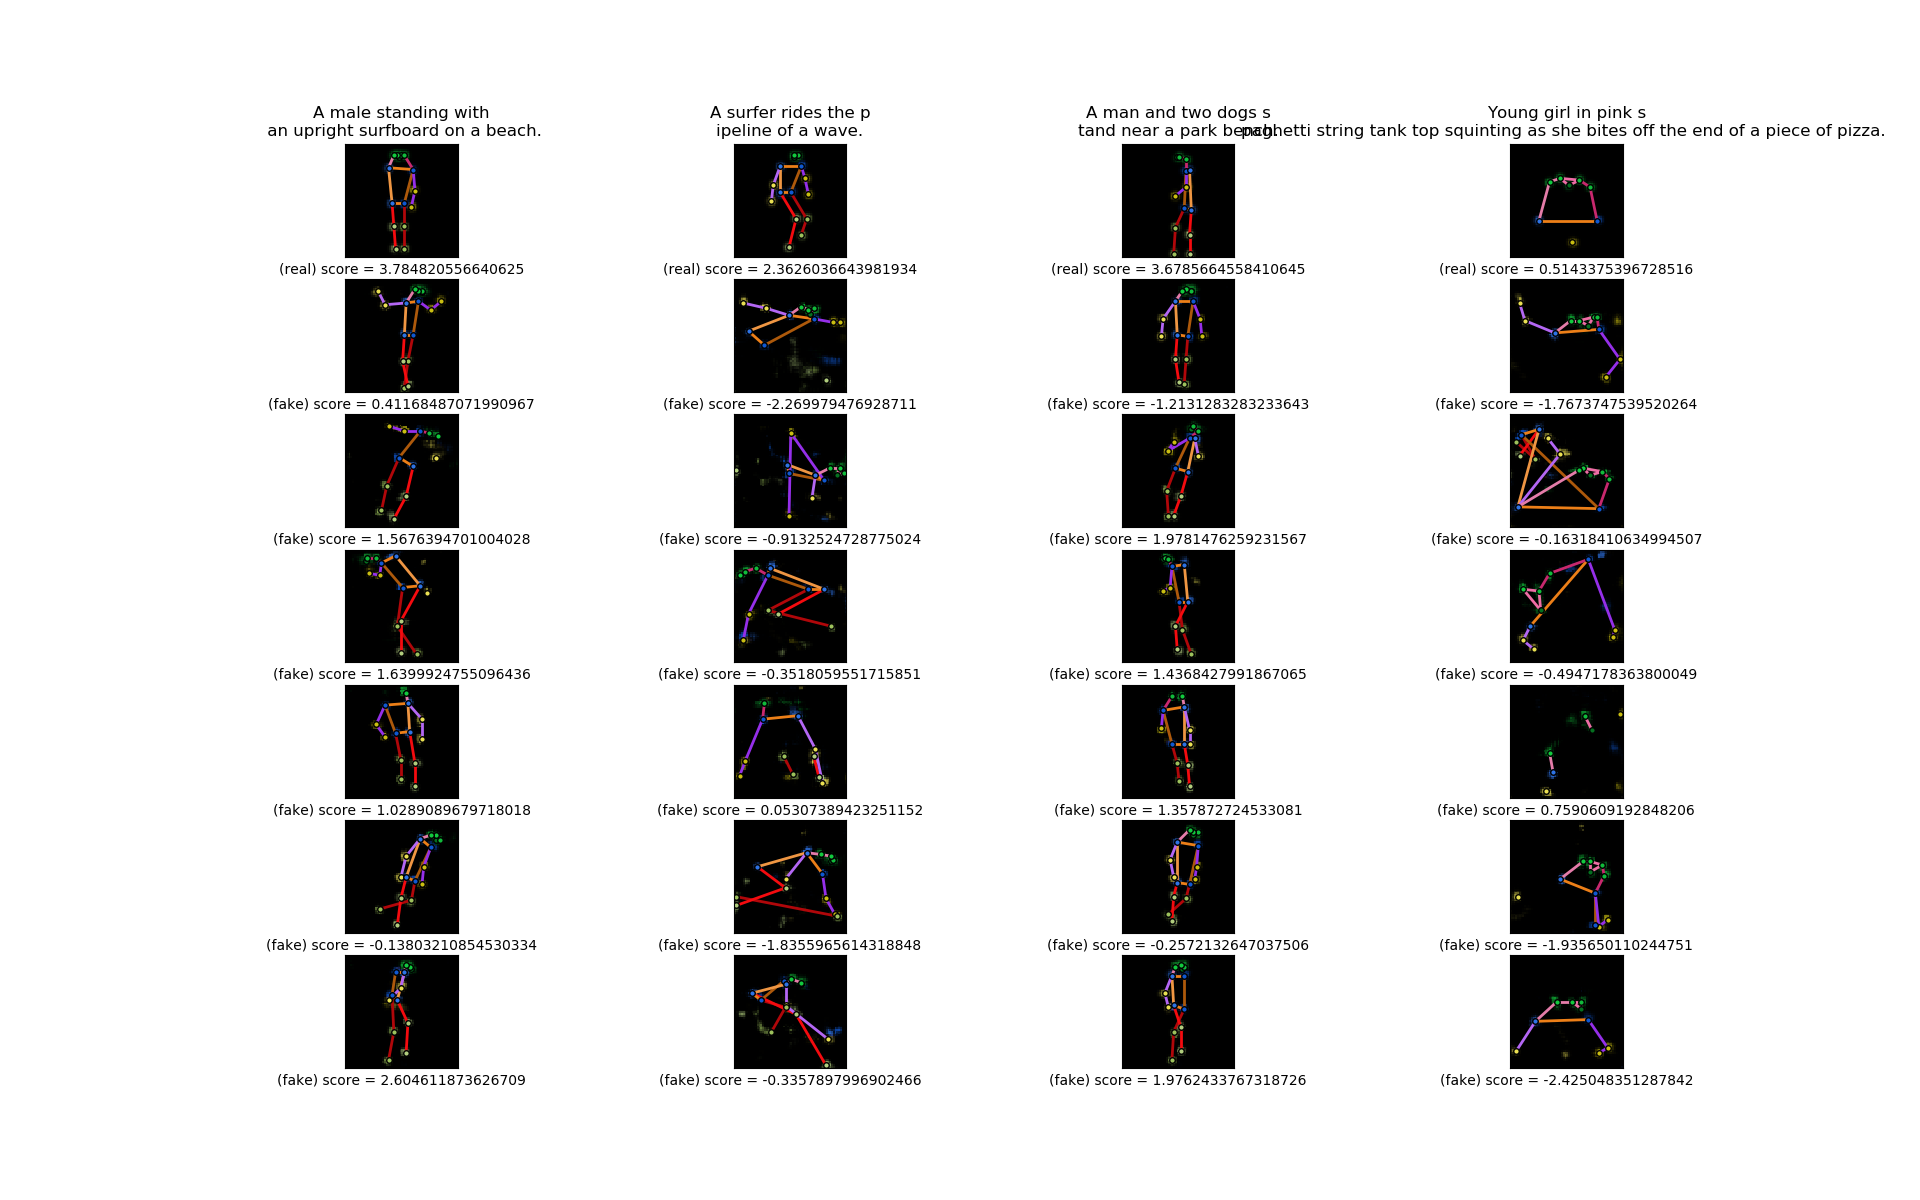 A male standing with
an upright surfboard on a beach.
A surfer rides the p
ipeline of a wave.
A man and two dogs s
tand near a park bench.
Young girl in pink s
paghetti string tank top squinting as she bites off the end of a piece of pizza.
(real) score = 3.784820556640625
(real) score = 2.3626036643981934
(real) score = 3.6785664558410645
(real) score = 0.5143375396728516
(fake) score = 0.41168487071990967
(fake) score = -2.269979476928711
(fake) score = -1.2131283283233643
(fake) score = -1.7673747539520264
(fake) score = 1.5676394701004028
(fake) score = -0.9132524728775024
(fake) score = 1.9781476259231567
(fake) score = -0.16318410634994507
(fake) score = 1.6399924755096436
(fake) score = -0.3518059551715851
(fake) score = 1.4368427991867065
(fake) score = -0.4947178363800049
(fake) score = 1.0289089679718018
(fake) score = 0.05307389423251152
(fake) score = 1.357872724533081
(fake) score = 0.7590609192848206
(fake) score = -0.13803210854530334
(fake) score = -1.8355965614318848
(fake) score = -0.2572132647037506
(fake) score = -1.935650110244751
(fake) score = 2.604611873626709
(fake) score = -0.3357897996902466
(fake) score = 1.9762433767318726
(fake) score = -2.425048351287842